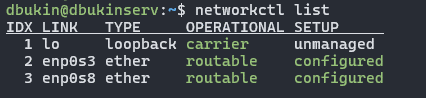 dbukin@dbukinserv:~$ networkctl list
IDX LINK TYPE OPERATIONAL SETUP
1 lo loopback carrier unmanaged
2 enp0s3 ether routable configured
3 enp0s8 ether routable configured